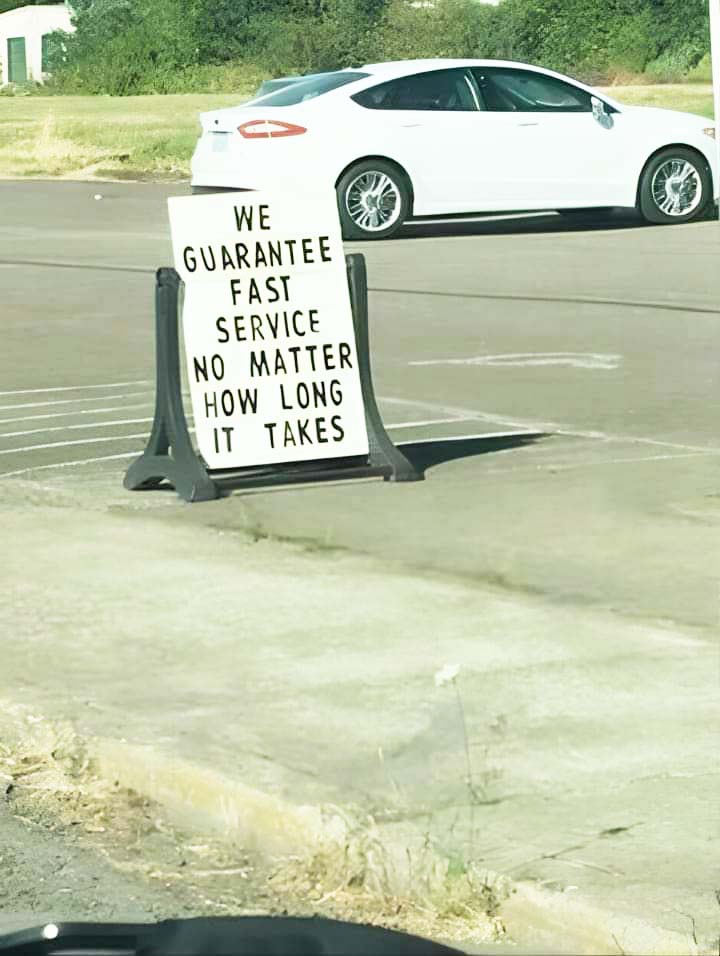 WE
GUARANTEE
FAST
SERVICE
NO MATTER
HOW LONG
IT TAKES